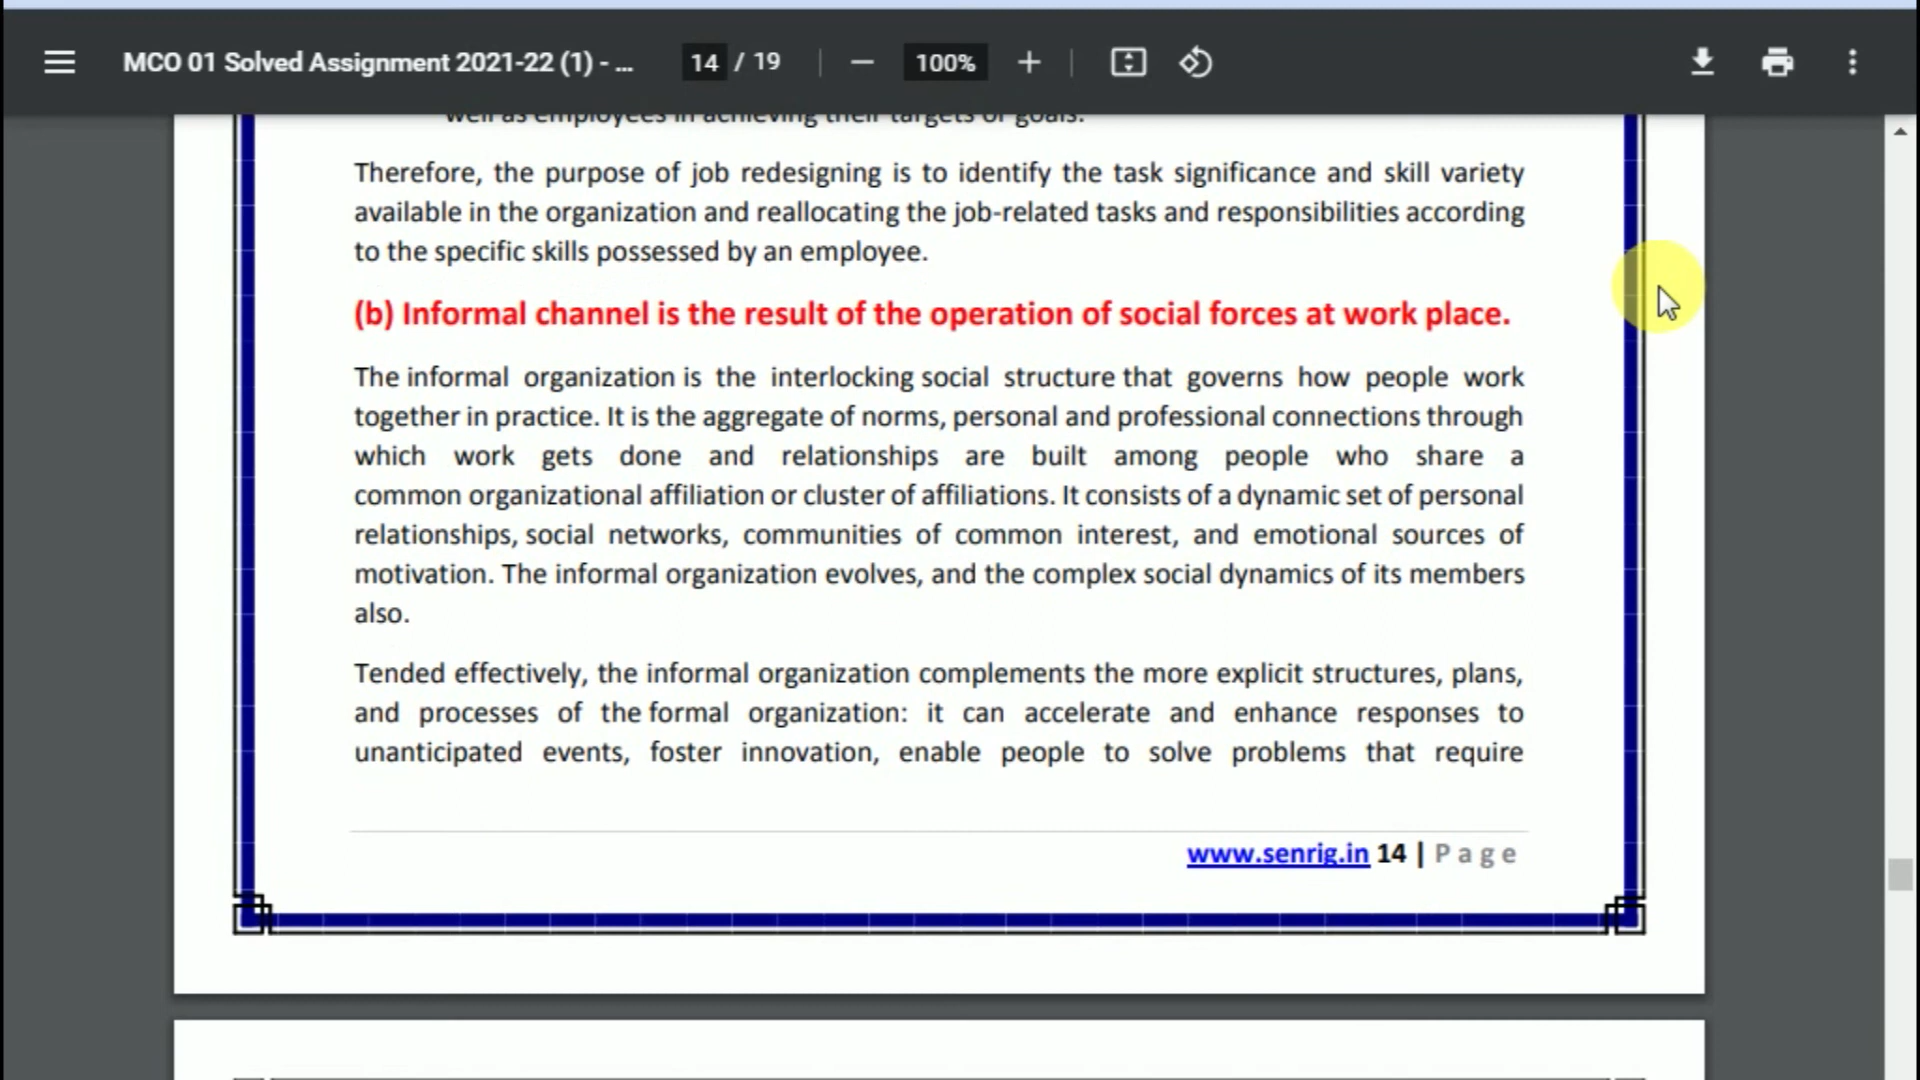 MCO 01 Solved Assignment 2021-22 (1) - ...
14 / 19
100%
well as employees in achieving their targets or goals.
Therefore, the purpose of job redesigning is to identify the task significance and skill variety
available in the organization and reallocating the job-related tasks and responsibilities according
to the specific skills possessed by an employee.
(b) Informal channel is the result of the operation of social forces at work place.
The informal organization is the interlocking social structure that governs how people work
together in practice. It is the aggregate of norms, personal and professional connections through
which work gets done and relationships are built among people who share a
common organizational affiliation or cluster of affiliations. It consists of a dynamic set of personal
relationships, social networks, communities of common interest, and emotional sources of
motivation. The informal organization evolves, and the complex social dynamics of its members
also.
Tended effectively, the informal organization complements the more explicit structures, plans,
and processes of the formal organization: it can accelerate and enhance responses to
unanticipated events, foster innovation, enable people to solve problems that require
www.senrig.in 14 | Page